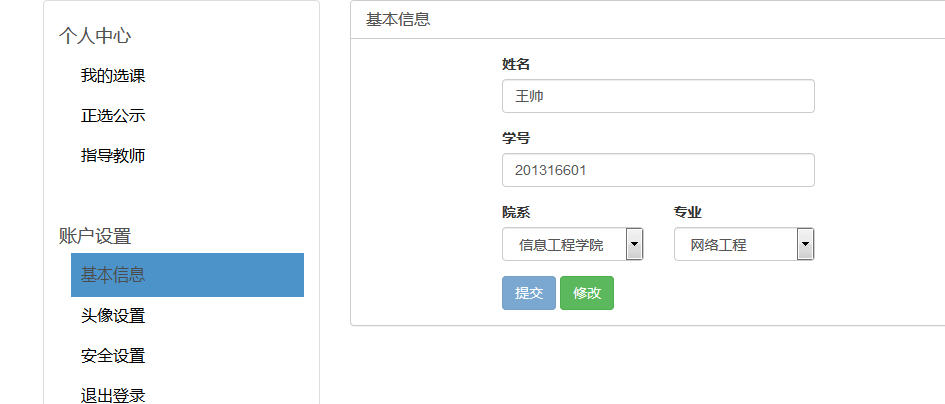 个人中心
我的选课
正选公示
指导教师
账户设置
基本信息
头像设置
安全设置
退出登录
基本信息
姓名
王帅
学号
201316601
院系 专业
信息工程学院 网络工程
提交 修改